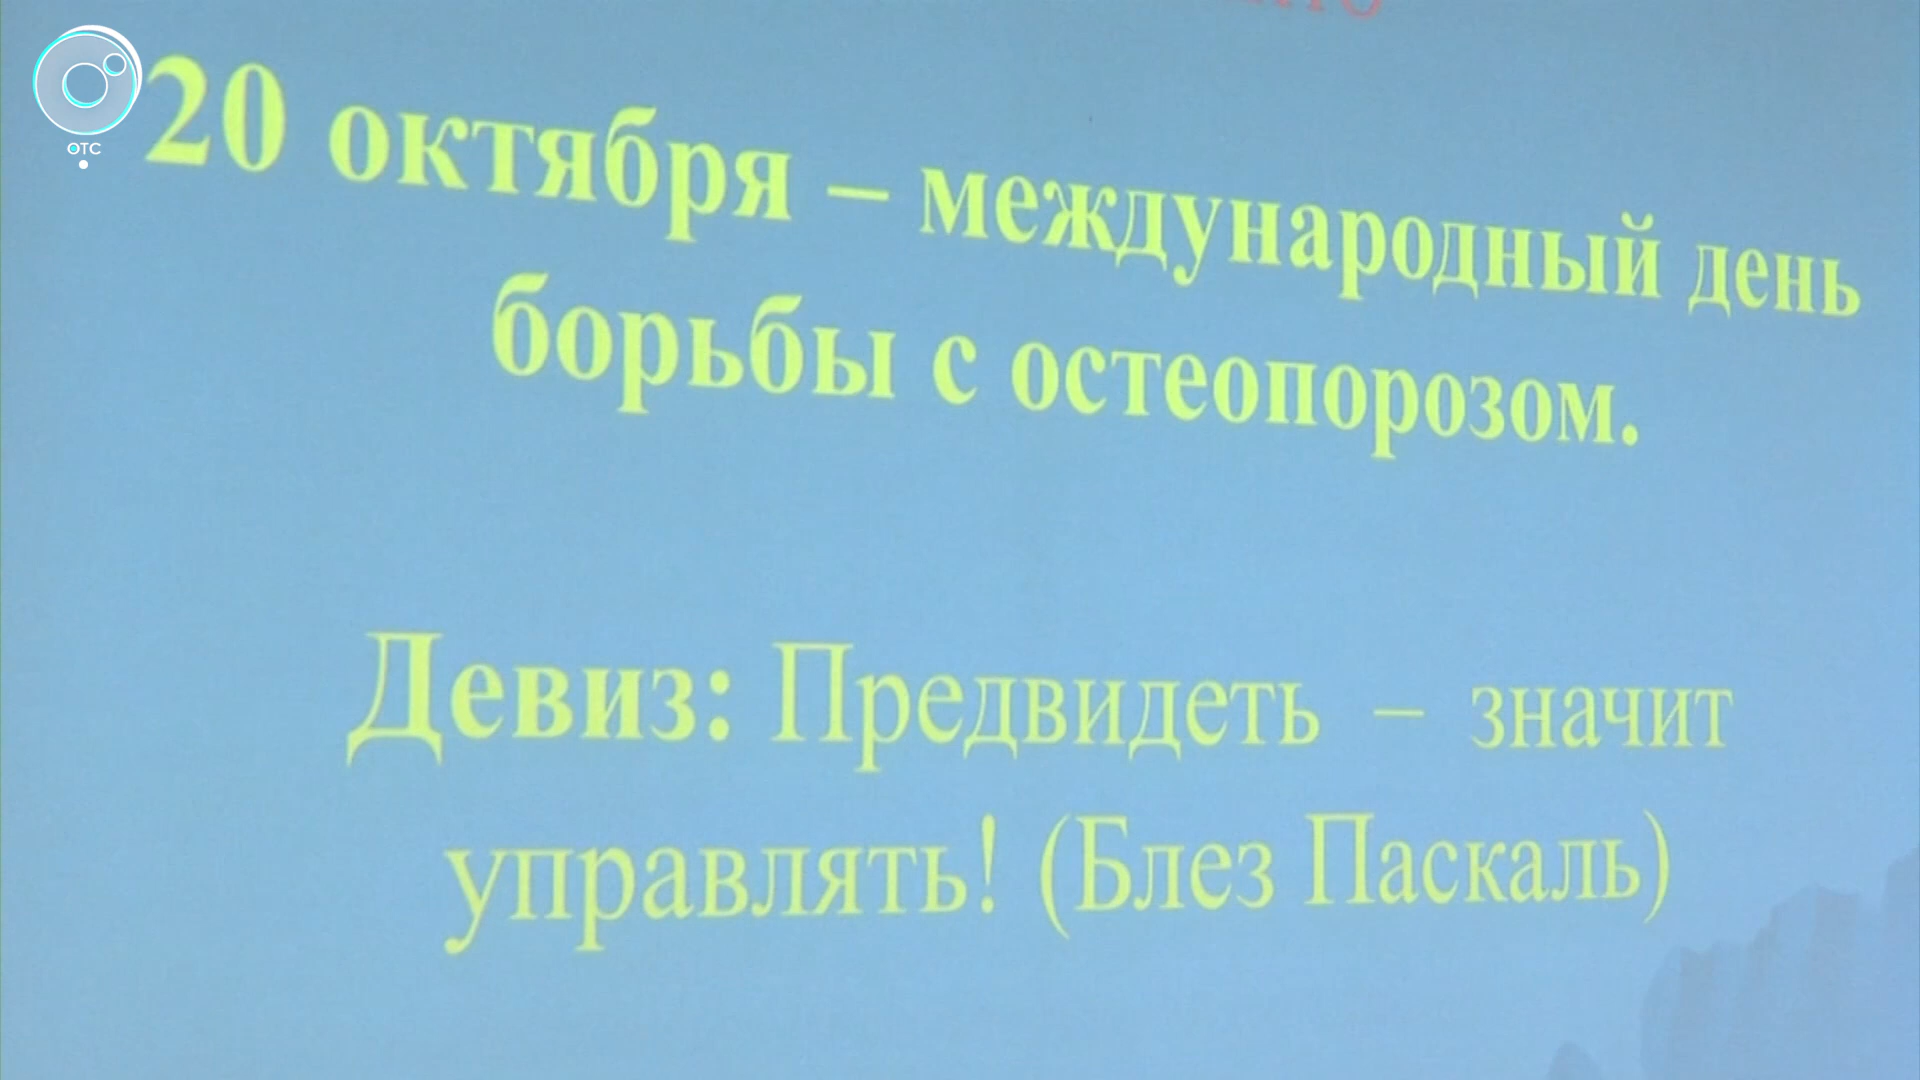 ОТС
20 октября – международный день
борьбы с остеопорозом.
Девиз: Предвидеть – значит
управлять! (Блез Паскаль)